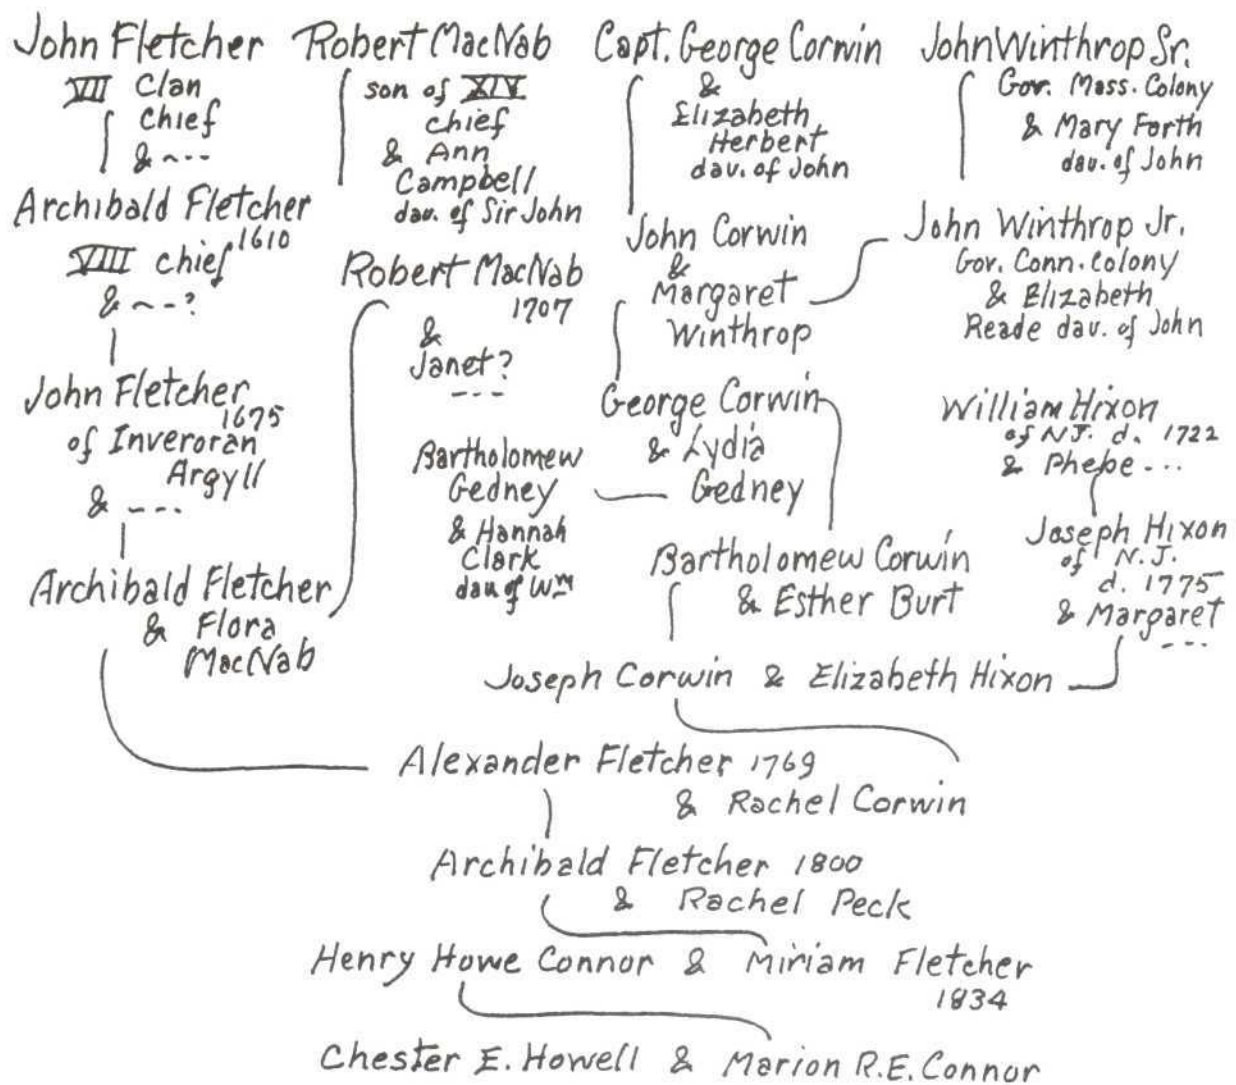 John Fletcher
VII Clan
Chief
& ~--
Archibald Fletcher
1610
VIII chief
& ~--?
John Fletcher
1675
of Inveroran
Argyll
& ---
Archibald Fletcher
& Flora
MacNab
Robert MacNab
son of XIV
chief
& Ann
Campbell
dau. of Sir John
Robert MacNab
1707
&
Janet?
---
Bartholomew
Gedney
& Hannah
Clark
dau of Wm
Capt. George Corwin
&
Elizabeth
Herbert
dav. of John
John Corwin
&
Margaret
Winthrop
George Corwin
& Lydia
Gedney
Bartholomew Corwin
& Esther Burt
John Winthrop Sr.
Gov. Mass. Colony
& Mary Forth
dau. of John
John Winthrop Jr.
Gov. Conn. Colony
& Elizabeth
Reade dav. of John
William Hixon
of NJ. d. 1722
& Phebe ---
Joseph Hixon
of N.J.
d. 1775
& Margaret
---
Joseph Corwin & Elizabeth Hixon
Alexander Fletcher 1769
& Rachel Corwin
Archibald Fletcher 1800
& Rachel Peck
Henry Howe Connor & Miriam Fletcher
1834
Chester E. Howell & Marion R.E. Connor